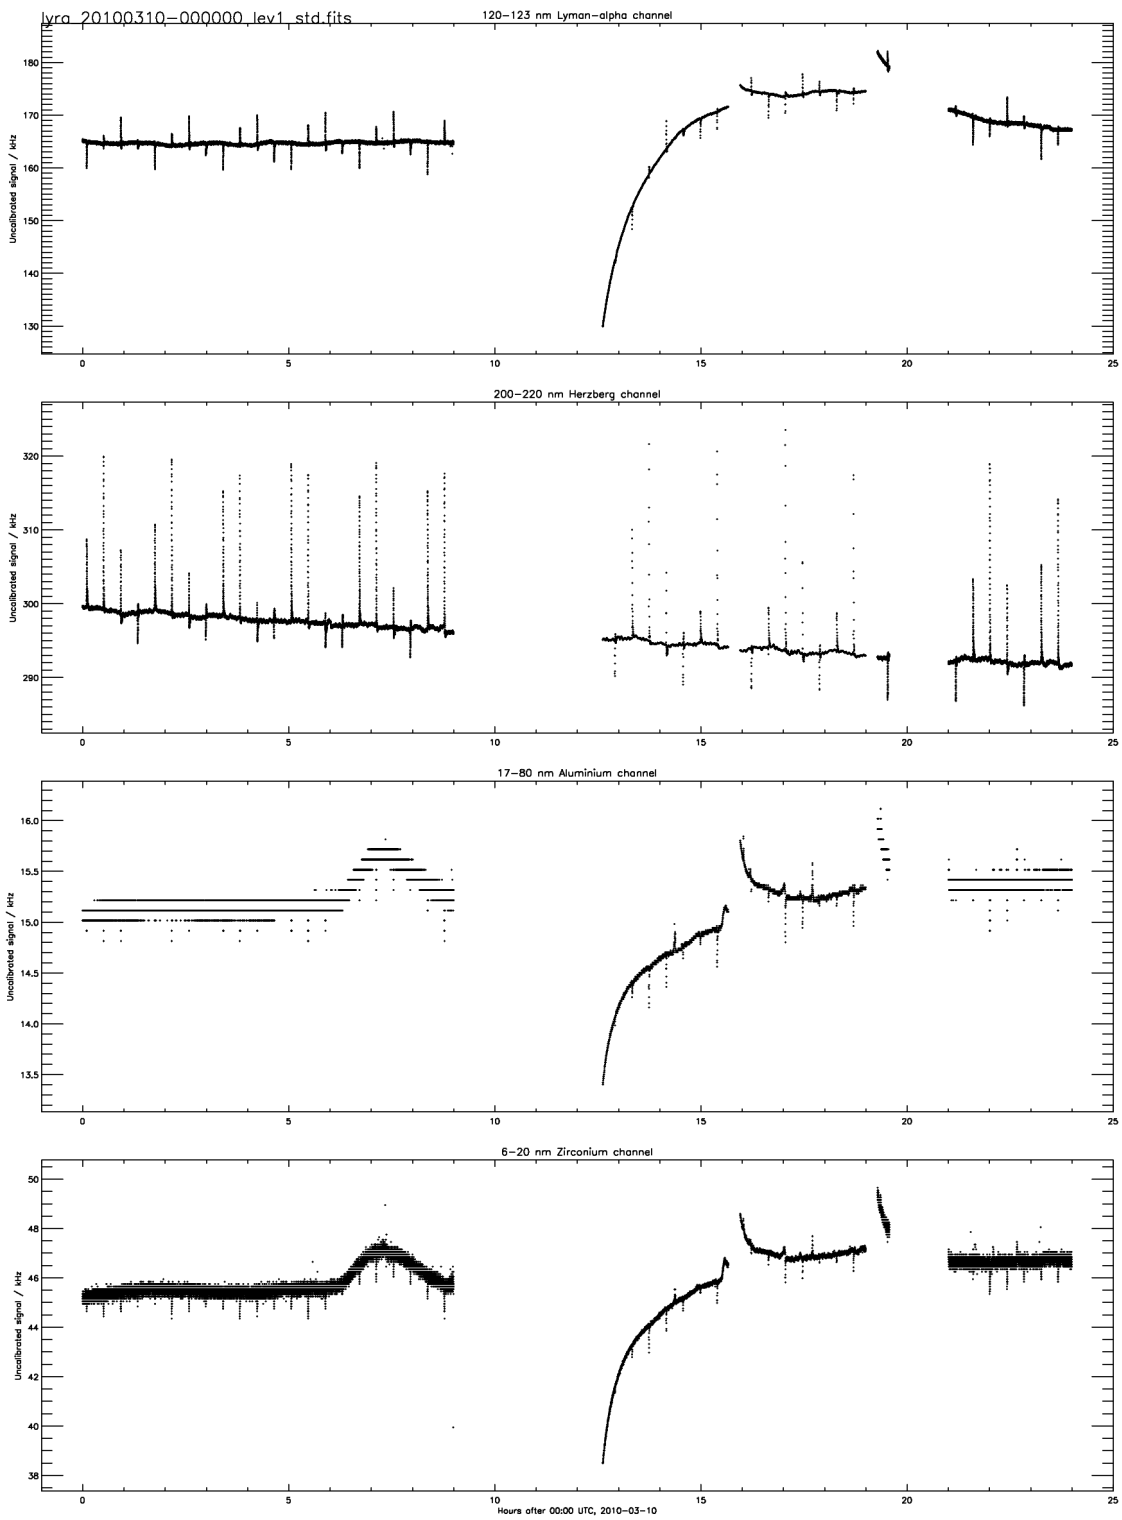 lyra_20100310-000000_lev1_std.fits
120-123 nm Lyman-alpha channel
Uncalibrated signal / kHz
180
170
160
150
140
130
0 5 10 15 20 25
200-220 nm Herzberg channel
Uncalibrated signal / kHz
320
310
300
290
0 5 10 15 20 25
17-80 nm Aluminium channel
Uncalibrated signal / kHz
16.0
15.5
15.0
14.5
14.0
13.5
0 5 10 15 20 25
6-20 nm Zirconium channel
Uncalibrated signal / kHz
50
48
46
44
42
40
38
0 5 10 15 20 25
Hours after 00:00 UTC, 2010-03-10